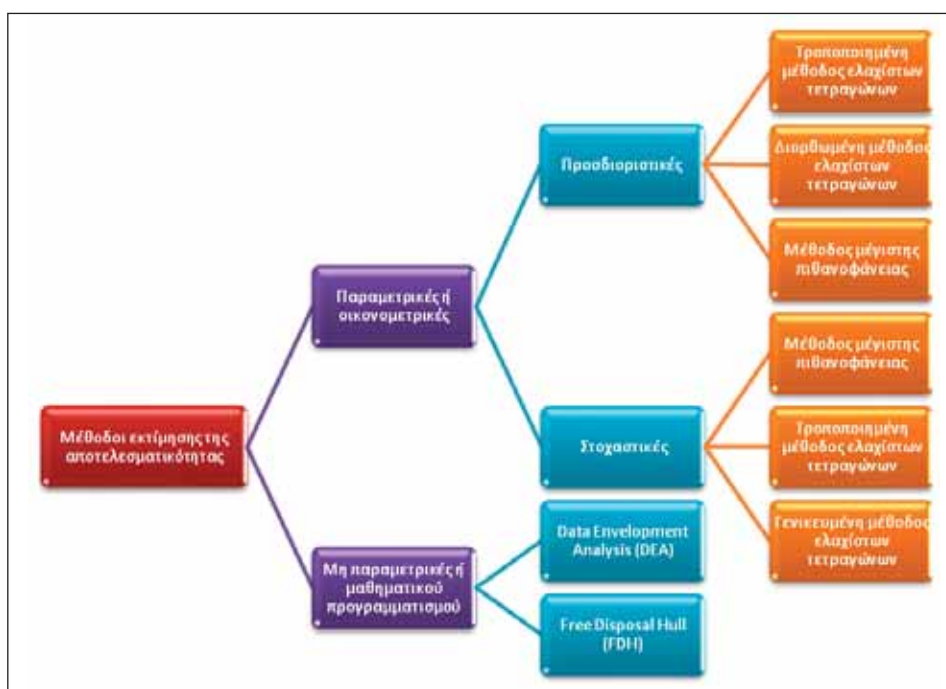 Μέθοδοι εκτίμησης της
αποτελεσματικότητας
Παραμετρικές ή
οικονομετρικές
Προσδιοριστικές
Τροποποιημένη
μέθοδος ελαχίστων
τετραγώνων
Διορθωμένη μέθοδος
ελαχίστων
τετραγώνων
Μέθοδος μέγιστης
πιθανοφάνειας
Στοχαστικές
Μέθοδος μέγιστης
πιθανοφάνειας
Τροποποιημένη
μέθοδος ελαχίστων
τετραγώνων
Γενικευμένη μέθοδος
ελαχίστων
τετραγώνων
Μη παραμετρικές ή
μαθηματικού
προγραμματισμού
Data Envelopment
Analysis (DEA)
Free Disposal Hull
(FDH)